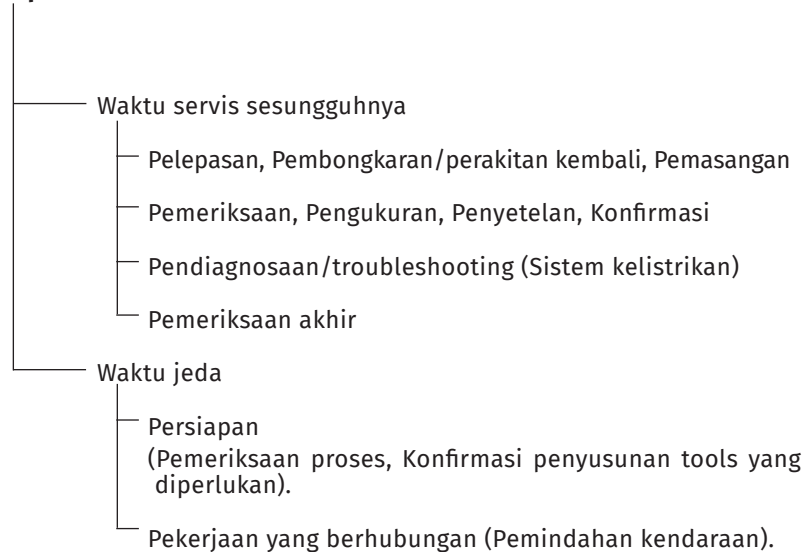 Waktu servis sesungguhnya
Pelepasan, Pembongkaran/perakitan kembali, Pemasangan
Pemeriksaan, Pengukuran, Penyetelan, Konfirmasi
Pendiagnosaan/troubleshooting (Sistem kelistrikan)
Pemeriksaan akhir
Waktu jeda
Persiapan
(Pemeriksaan proses, Konfirmasi penyusunan tools yang
diperlukan).
Pekerjaan yang berhubungan (Pemindahan kendaraan).